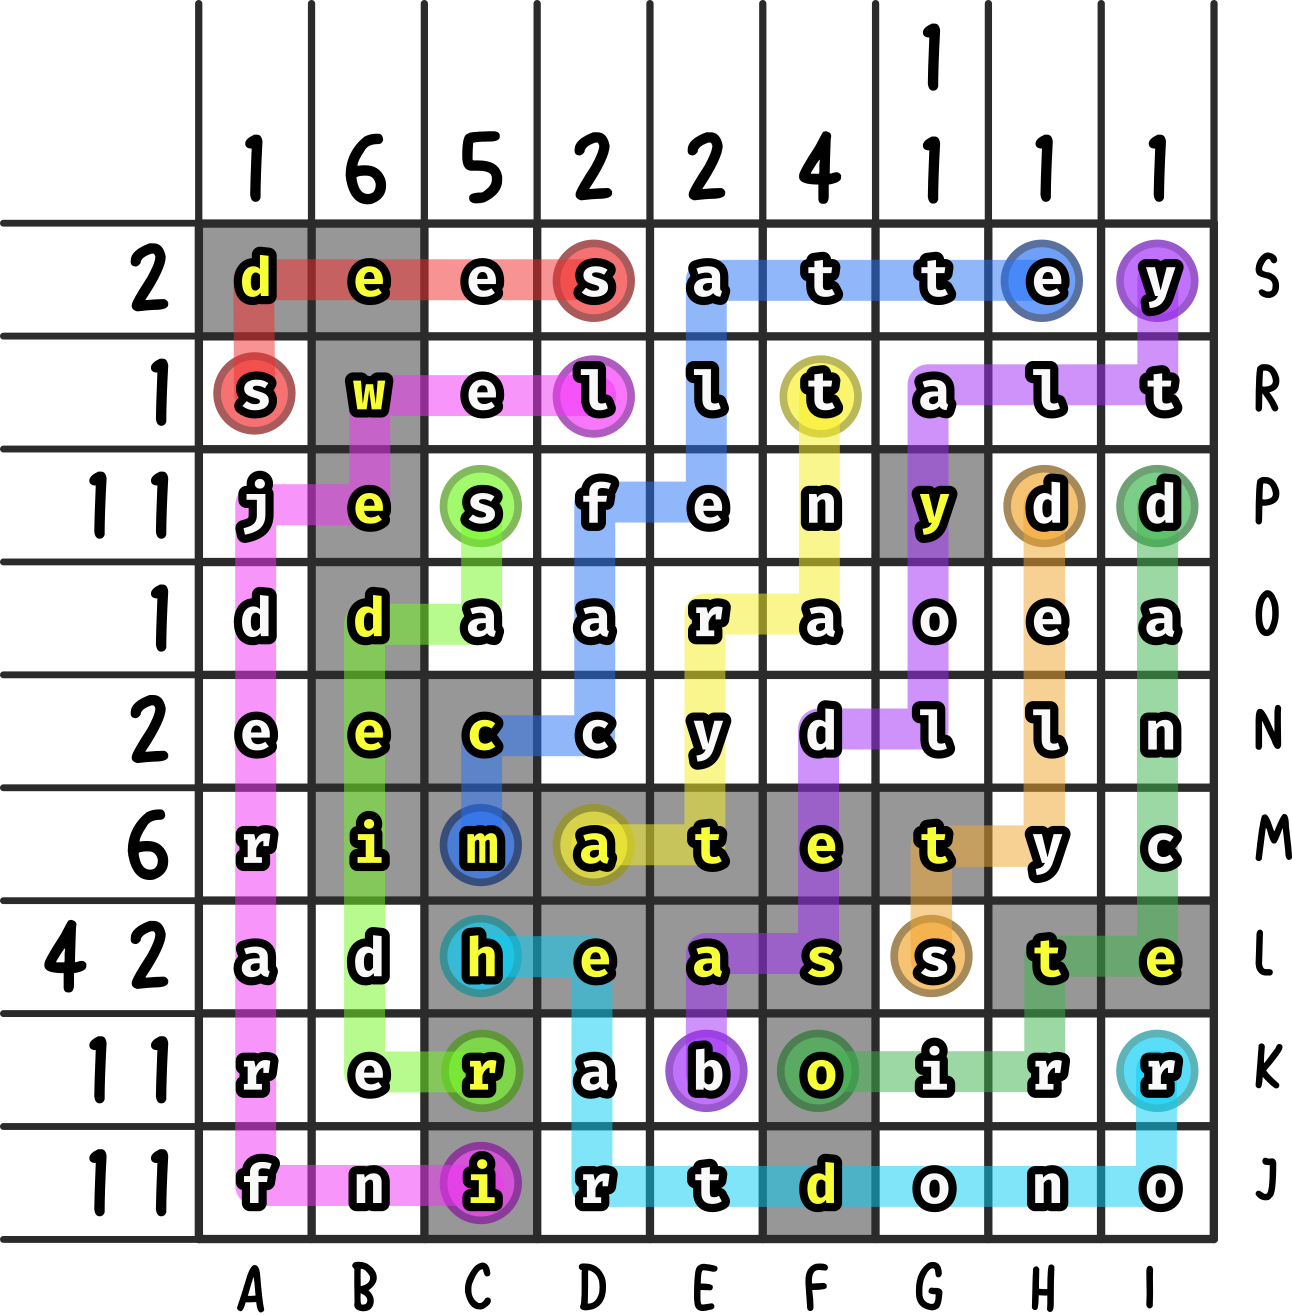 1
1 6 5 2 2 4 1 1 1
2 d e e s a t t e y S
1 s w e l l t a l t R
1 1 j e s f e n y d d P
1 d d a a r a o e a O
2 e e c c y d l l n N
6 r i m a t e t y c M
4 2 a d h e a s s t e L
1 1 r e r a b o i r r K
1 1 f n i r t d o n o J
A B C D E F G H I